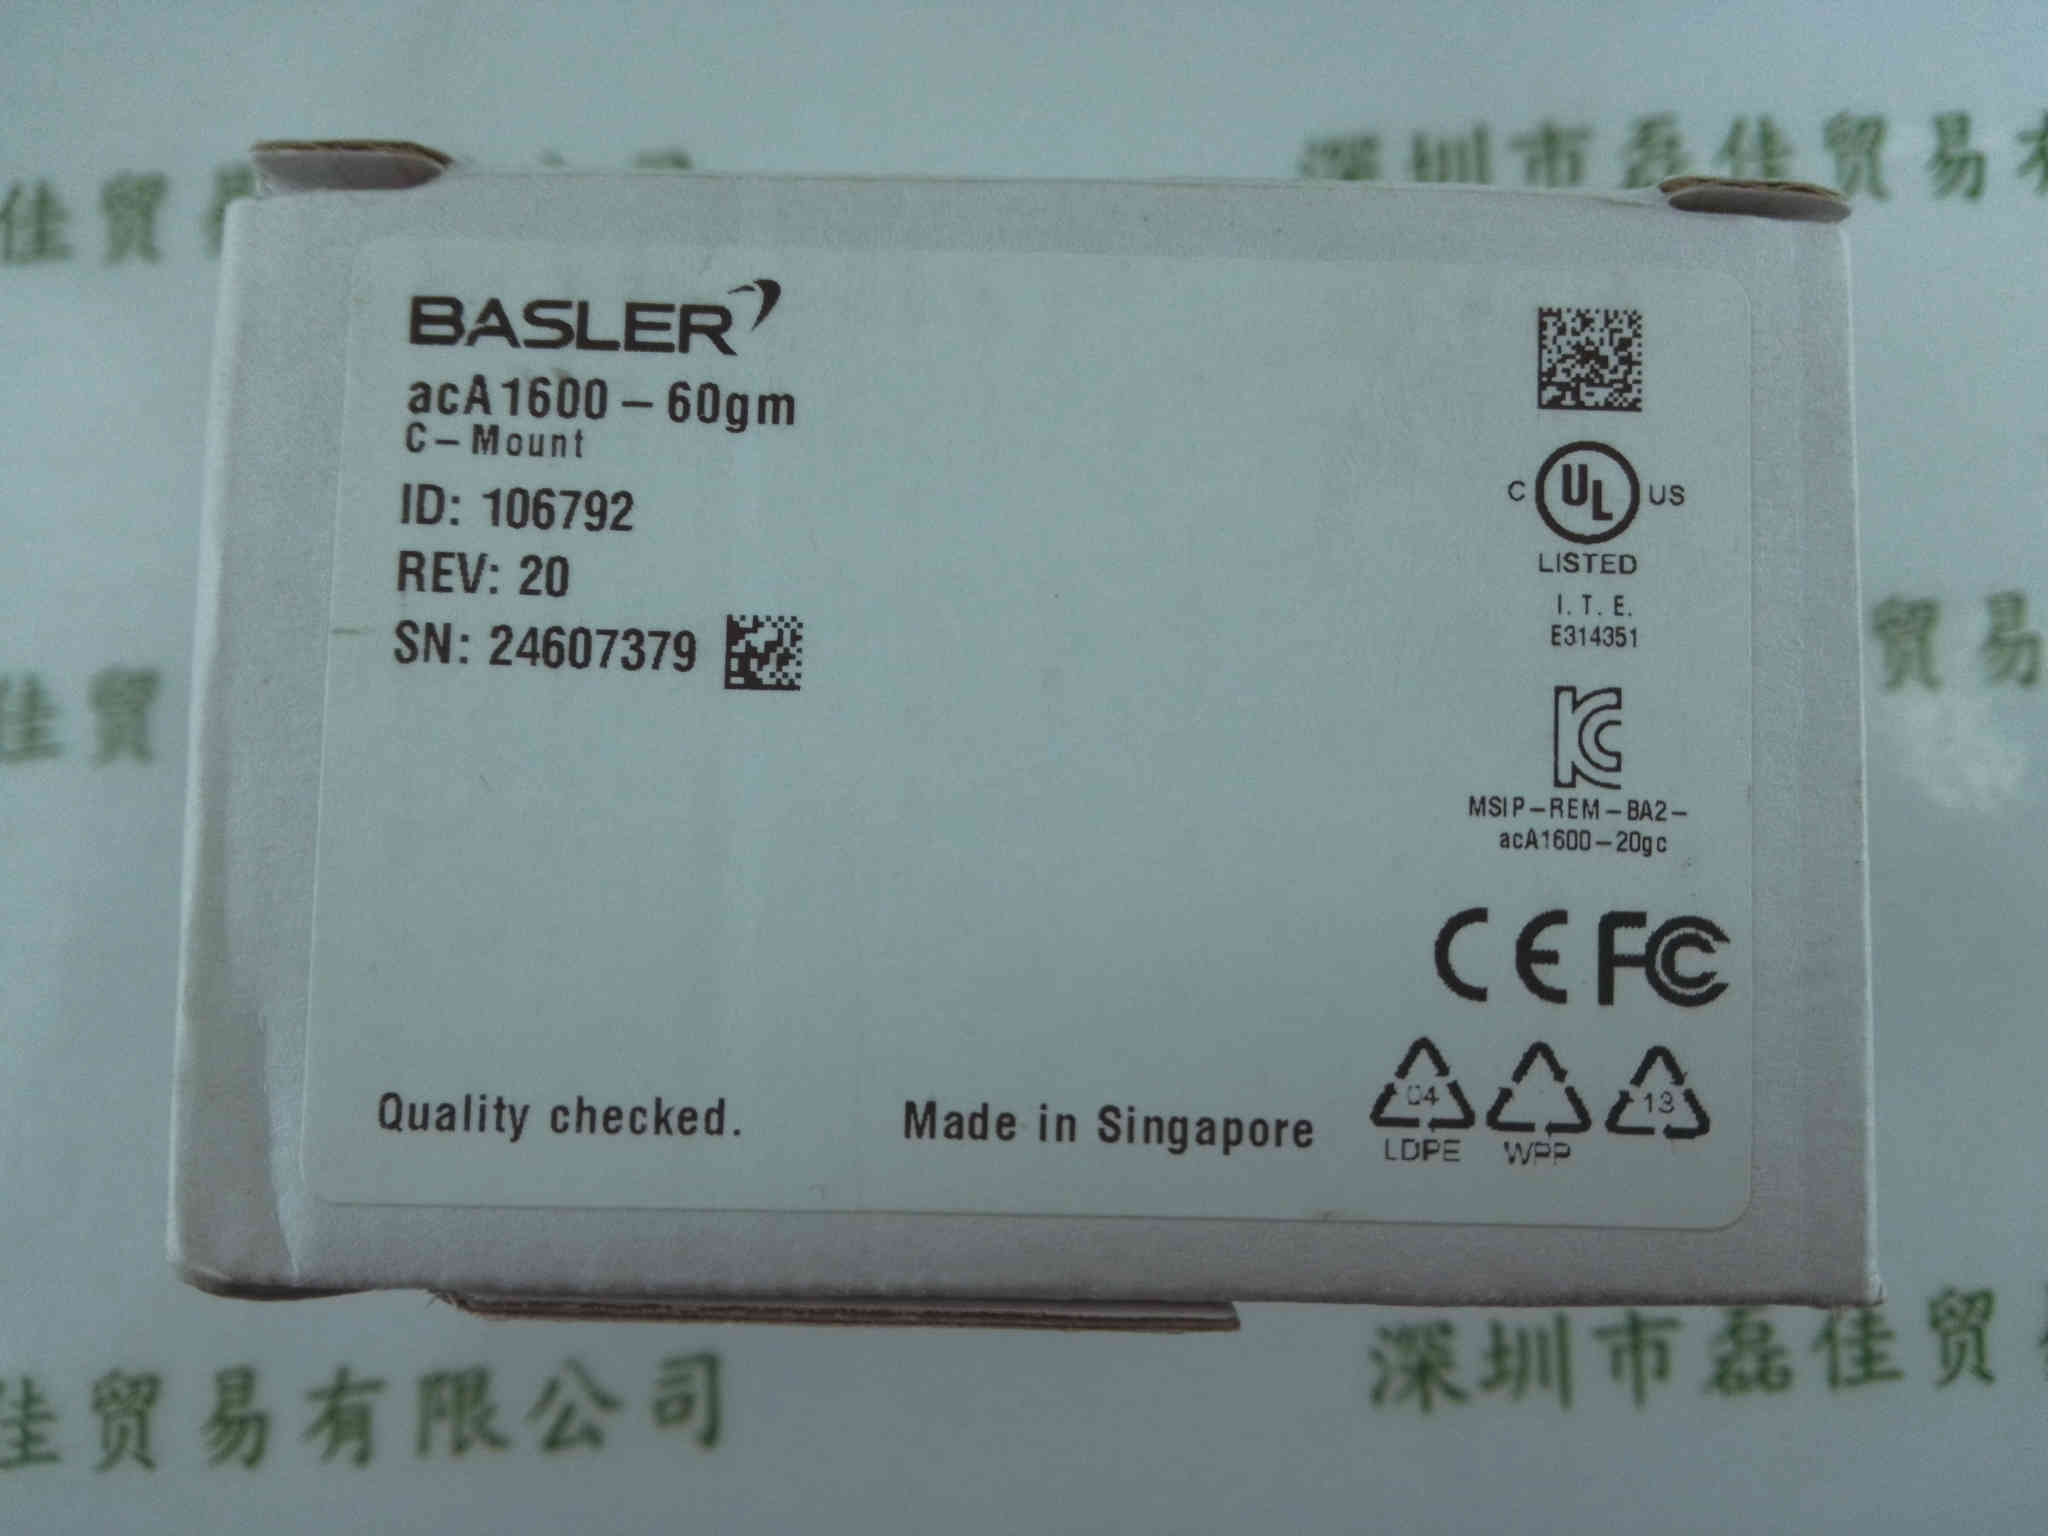 深圳市磊佳贸易有
佳贸易
BASLER
acA1600-60gm
C-Mount
ID: 106792
REV: 20
SN: 24607379
C UL US
LISTED
I.T.E.
E314351
KC
MSIP-REM-BA2-
acA1600-20gc
CE FC
04
13
LDPE
WPP
Quality checked.
Made in Singapore
贸易
佳贸
佳贸易有限公司
深圳市磊佳贸